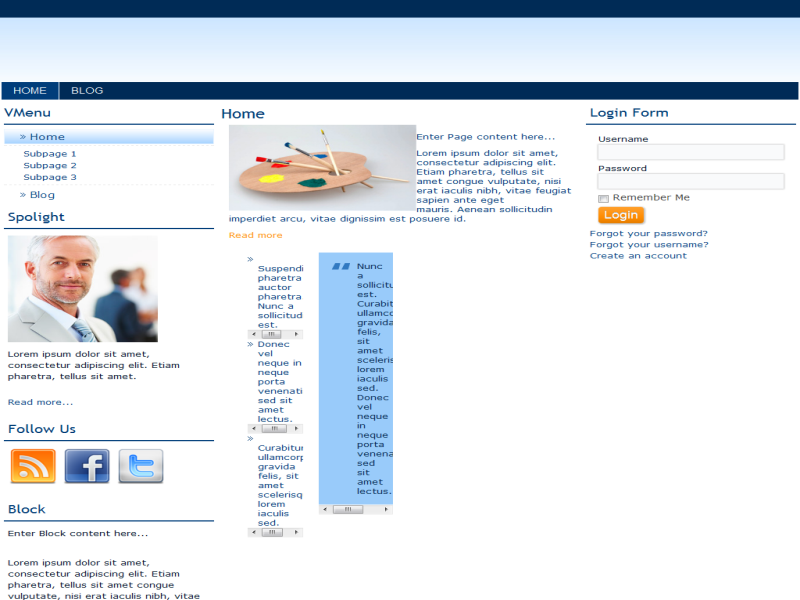 HOME BLOG
VMenu
» Home
Subpage 1
Subpage 2
Subpage 3
» Blog
Spolight
Lorem ipsum dolor sit amet,
consectetur adipiscing elit. Etiam
pharetra, tellus sit amet.
Read more...
Follow Us
Block
Enter Block content here...
Lorem ipsum dolor sit amet,
consectetur adipiscing elit. Etiam
pharetra, tellus sit amet congue
vulputate, nisi erat iaculis nibh, vitae
Home
Enter Page content here...
Lorem ipsum dolor sit amet,
consectetur adipiscing elit.
Etiam pharetra, tellus sit
amet congue vulputate, nisi
erat iaculis nibh, vitae feugiat
sapien ante eget
mauris. Aenean sollicitudin
imperdiet arcu, vitae dignissim est posuere id.
Read more
»
Suspendi
pharetra
auctor
pharetra
Nunc a
sollicitud
est.
» Donec
vel
neque in
neque
porta
venenati
sed sit
amet
lectus.
»
Curabitur
ullamcorp
gravida
felis, sit
amet
scelerisq
lorem
iaculis
sed.
Nunc
a
sollicitu
est.
Curabit
ullamco
gravida
felis,
sit
amet
sceleris
lorem
iaculis
sed.
Donec
vel
neque
in
neque
porta
venena
sed
sit
amet
lectus.
Login Form
Username
Password
Remember Me
Login
Forgot your password?
Forgot your username?
Create an account